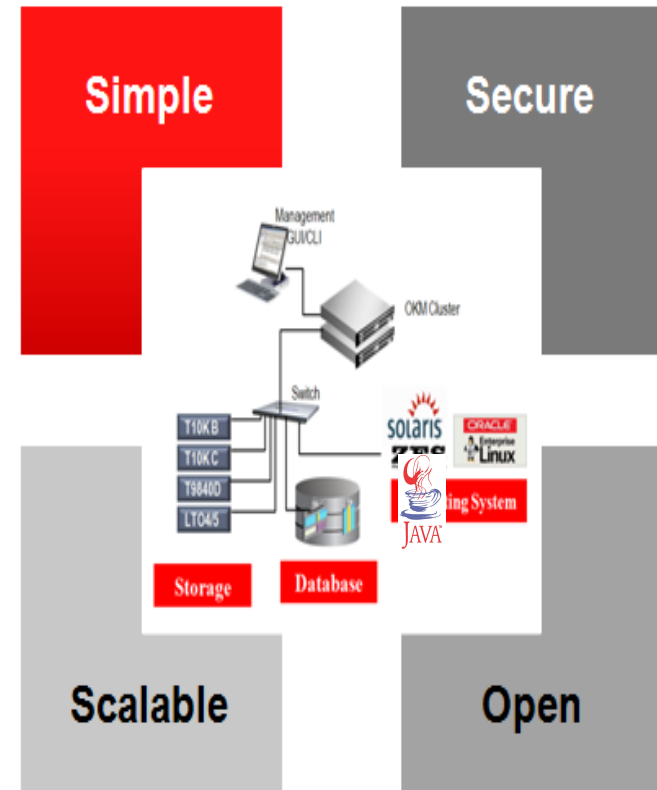 Simple
Secure
Management
GUI/CLI
OKM Cluster
Switch
T10KB
T10KC
T9840D
LTO4/5
solaris
ORACLE
Enterprise
Linux
JAVA
ing System
Storage
Database
Scalable
Open